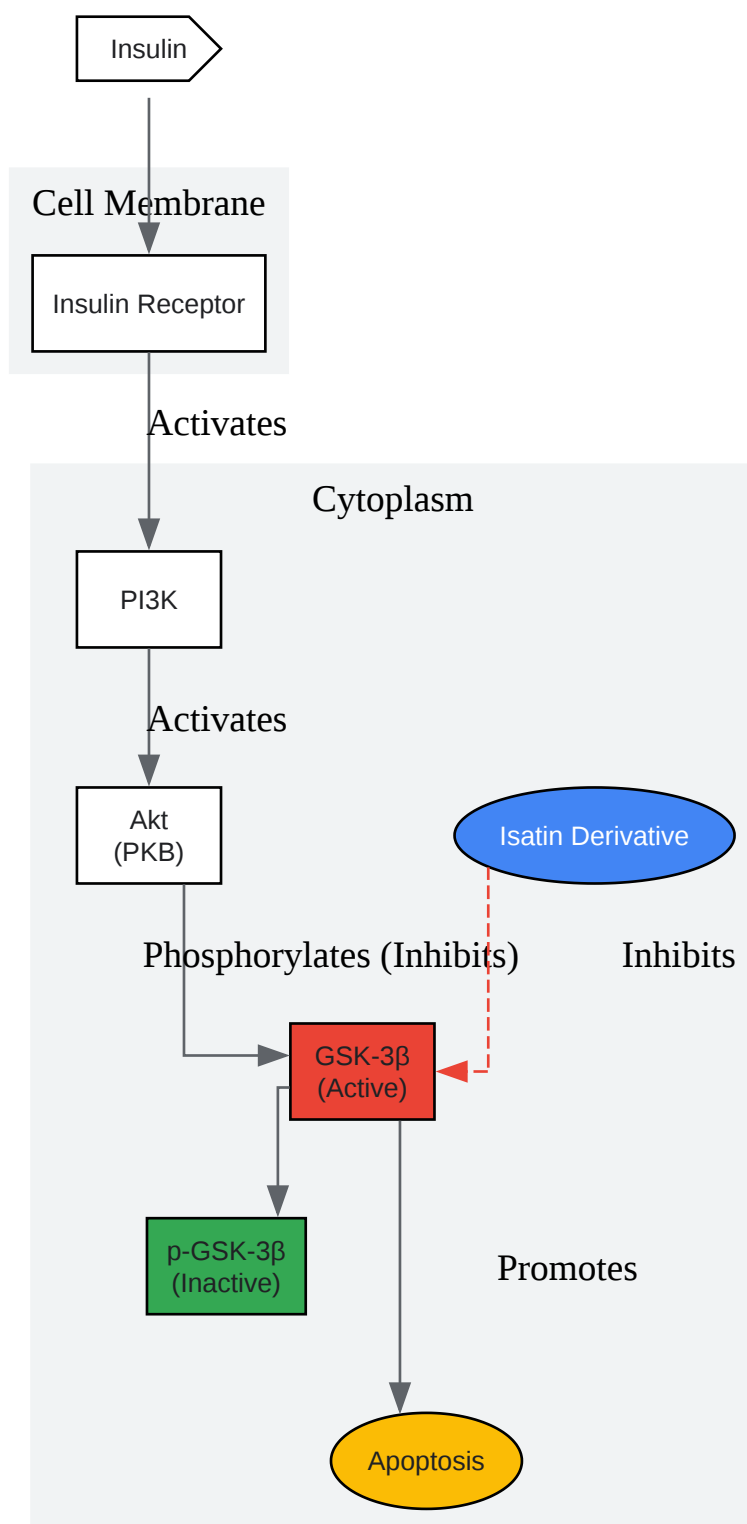 Insulin
Cell Membrane
Insulin Receptor
Activates
Cytoplasm
PI3K
Activates
Akt
(PKB)
Isatin Derivative
Phosphorylates (Inhibits)
Inhibits
GSK-3β
(Active)
p-GSK-3β
(Inactive)
Promotes
Apoptosis